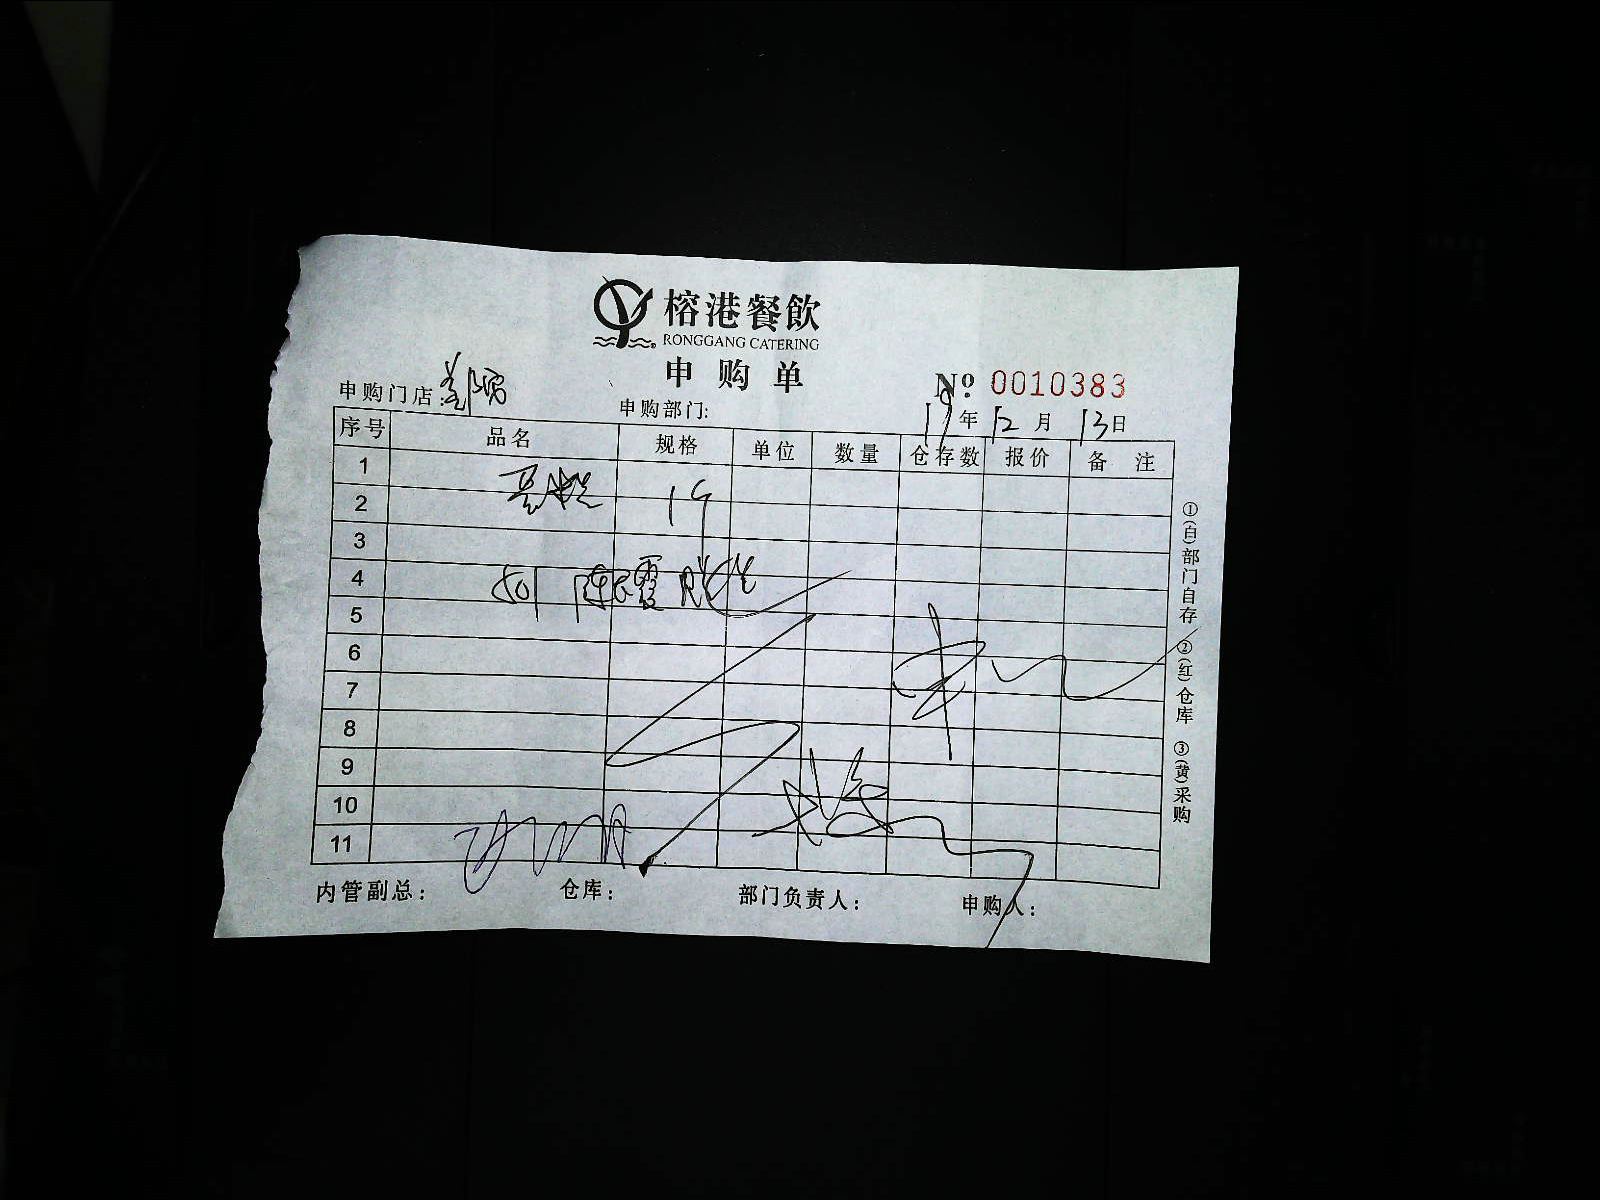 榕港餐飲
RONGGANG CATERING
申购单
№ 0010383
申购门店:
申购部门:
19年12月13日
序号 品名 规格 单位 数量 仓存数 报价 备注
1
2
3
4
5
6
7
8
9
10
11
内管副总: 仓库: 部门负责人: 申购人:
①(白)部门自存 ②(红)仓库 ③(黄)采购